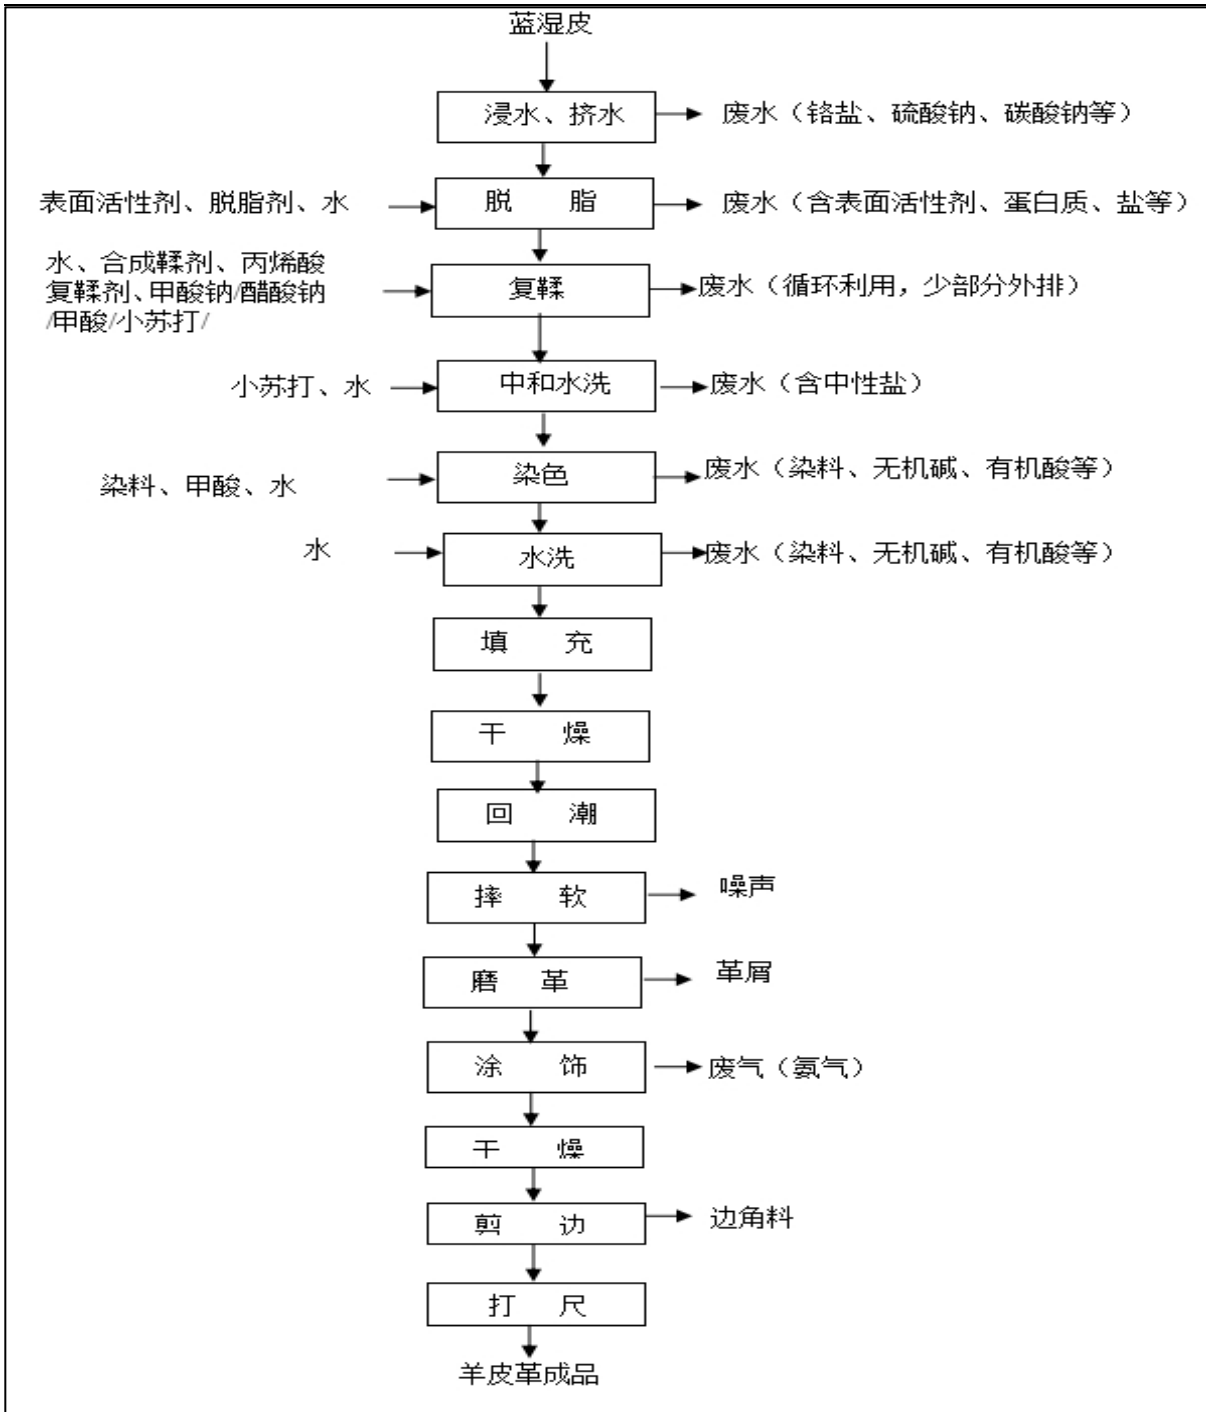 蓝湿皮
浸水、挤水
废水（铬盐、硫酸钠、碳酸钠等）
表面活性剂、脱脂剂、水
脱 脂
废水（含表面活性剂、蛋白质、盐等）
水、合成鞣剂、丙烯酸
复鞣剂、甲酸钠/醋酸钠
/甲酸/小苏打/
复鞣
废水（循环利用，少部分外排）
小苏打、水
中和水洗
废水（含中性盐）
染料、甲酸、水
染色
废水（染料、无机碱、有机酸等）
水
水洗
废水（染料、无机碱、有机酸等）
填 充
干 燥
回 潮
摔 软
噪声
磨 革
革屑
涂 饰
废气（氨气）
干 燥
剪 边
边角料
打 尺
羊皮革成品